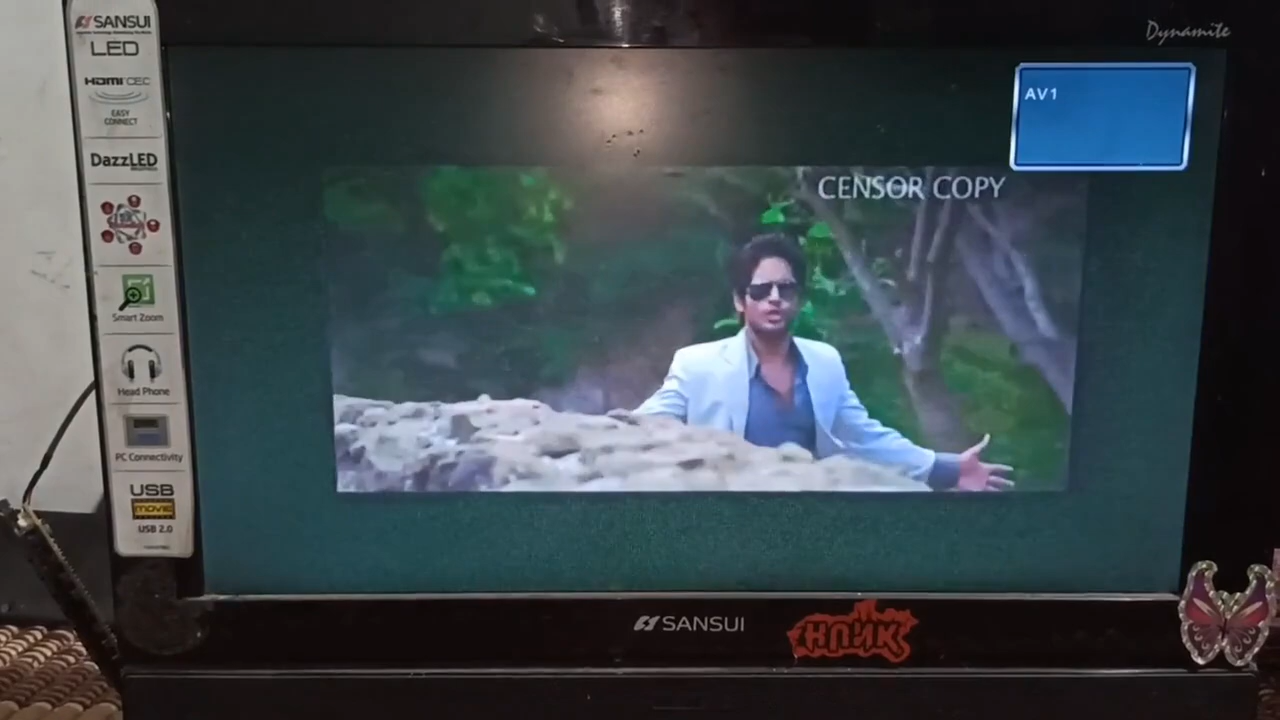 SANSUI
LED
HDMI CEC
EASY
CONNECT
DazzLED
Smart Zoom
Head Phone
PC Connectivity
USB
MOVIE
USB 2.0
Dynamite
AV1
CENSOR COPY
SANSUI